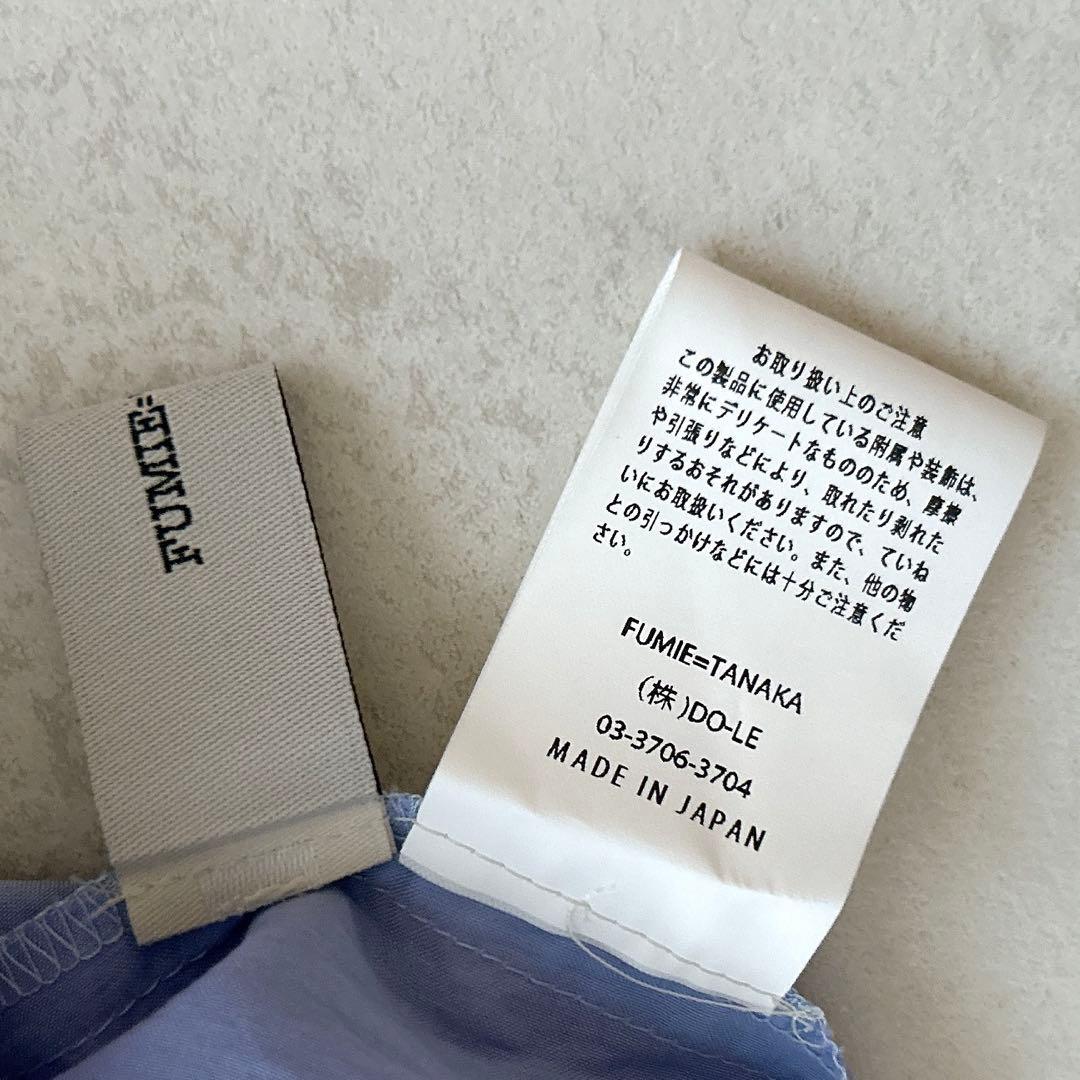 FUMIE=
お取り扱い上のご注意
この製品に使用している附属や装飾は、
非常にデリケートなもののため、摩擦
や引張りなどにより、取れたり剥れた
りするおそれがありますので、ていね
いにお取扱いください。また、他の物
との引っかけなどには十分ご注意くだ
さい。
FUMIE=TANAKA
(株)DO-LE
03-3706-3704
MADE IN JAPAN